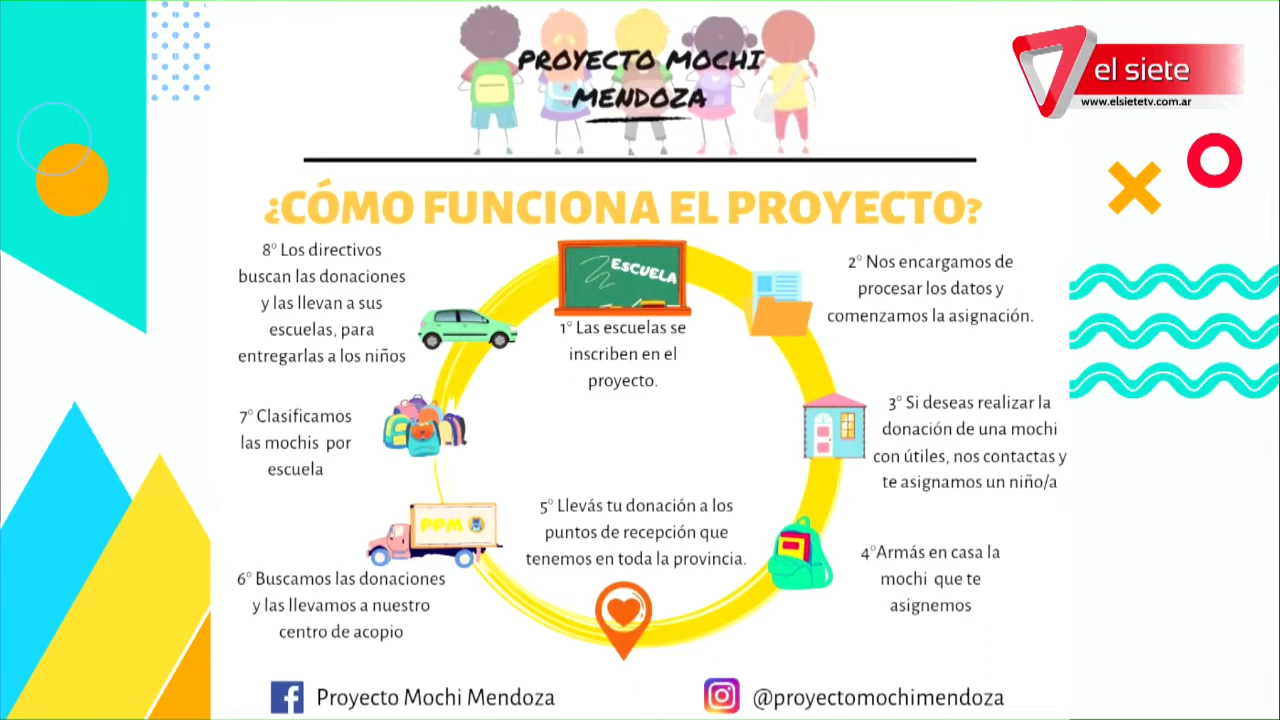 PROYECTO MOCHI
MENDOZA
el siete
www.elsietetv.com.ar
¿CÓMO FUNCIONA EL PROYECTO?
ESCUELA
1° Las escuelas se
inscriben en el
proyecto.
2° Nos encargamos de
procesar los datos y
comenzamos la asignación.
3° Si deseas realizar la
donación de una mochi
con útiles, nos contactas y
te asignamos un niño/a
4°Armás en casa la
mochi que te
asignemos
5° Llevás tu donación a los
puntos de recepción que
tenemos en toda la provincia.
PPM
6° Buscamos las donaciones
y las llevamos a nuestro
centro de acopio
7° Clasificamos
las mochis por
escuela
8° Los directivos
buscan las donaciones
y las llevan a sus
escuelas, para
entregarlas a los niños
Proyecto Mochi Mendoza
@proyectomochimendoza